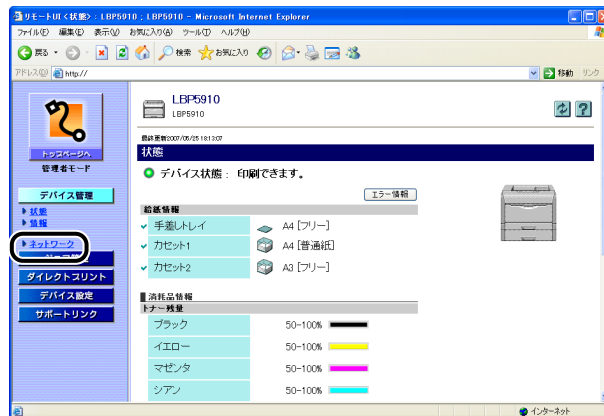 リモートUI <状態> : LBP5910 ; LBP5910 - Microsoft Internet Explorer
ファイル(F) 編集(E) 表示(V) お気に入り(A) ツール(T) ヘルプ(H)
戻る 検索 お気に入り
アドレス(D) http:// 移動 リンク
LBP5910
LBP5910
最終更新2007/05/25 18:13:07
トップページへ
管理者モード
状態
デバイス状態： 印刷できます。
デバイス管理
エラー情報
状態
情報
ネットワーク
ダイレクトプリント
デバイス設定
サポートリンク
給紙情報
手差しトレイ A4 [フリー]
カセット1 A4 [普通紙]
カセット2 A3 [フリー]
消耗品情報
トナー残量
ブラック 50-100%
イエロー 50-100%
マゼンタ 50-100%
シアン 50-100%
インターネット